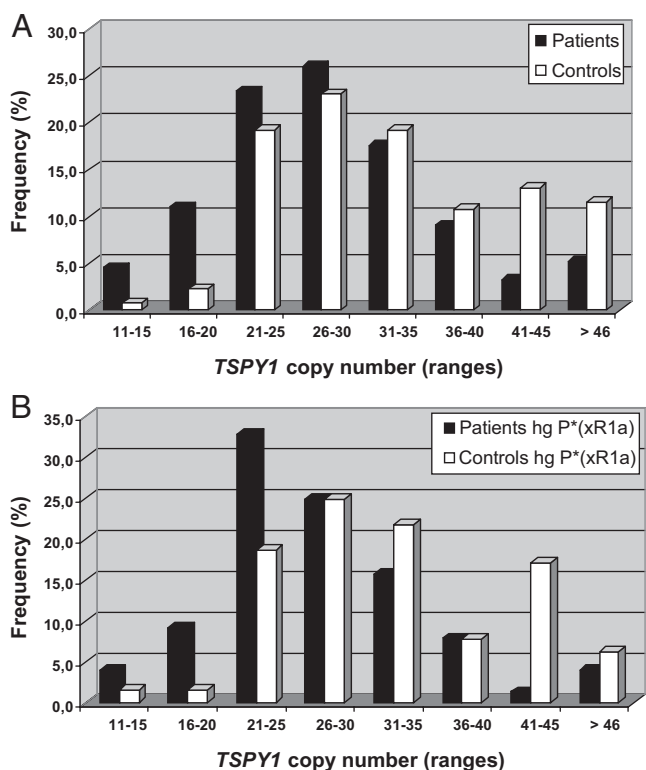 A
Frequency (%)
30,0
25,0
20,0
15,0
10,0
5,0
0,0
Patients
Controls
11-15 16-20 21-25 26-30 31-35 36-40 41-45 > 46
TSPY1 copy number (ranges)
B
Frequency (%)
35,0
30,0
25,0
20,0
15,0
10,0
5,0
0,0
Patients hg P*(xR1a)
Controls hg P*(xR1a)
11-15 16-20 21-25 26-30 31-35 36-40 41-45 > 46
TSPY1 copy number (ranges)